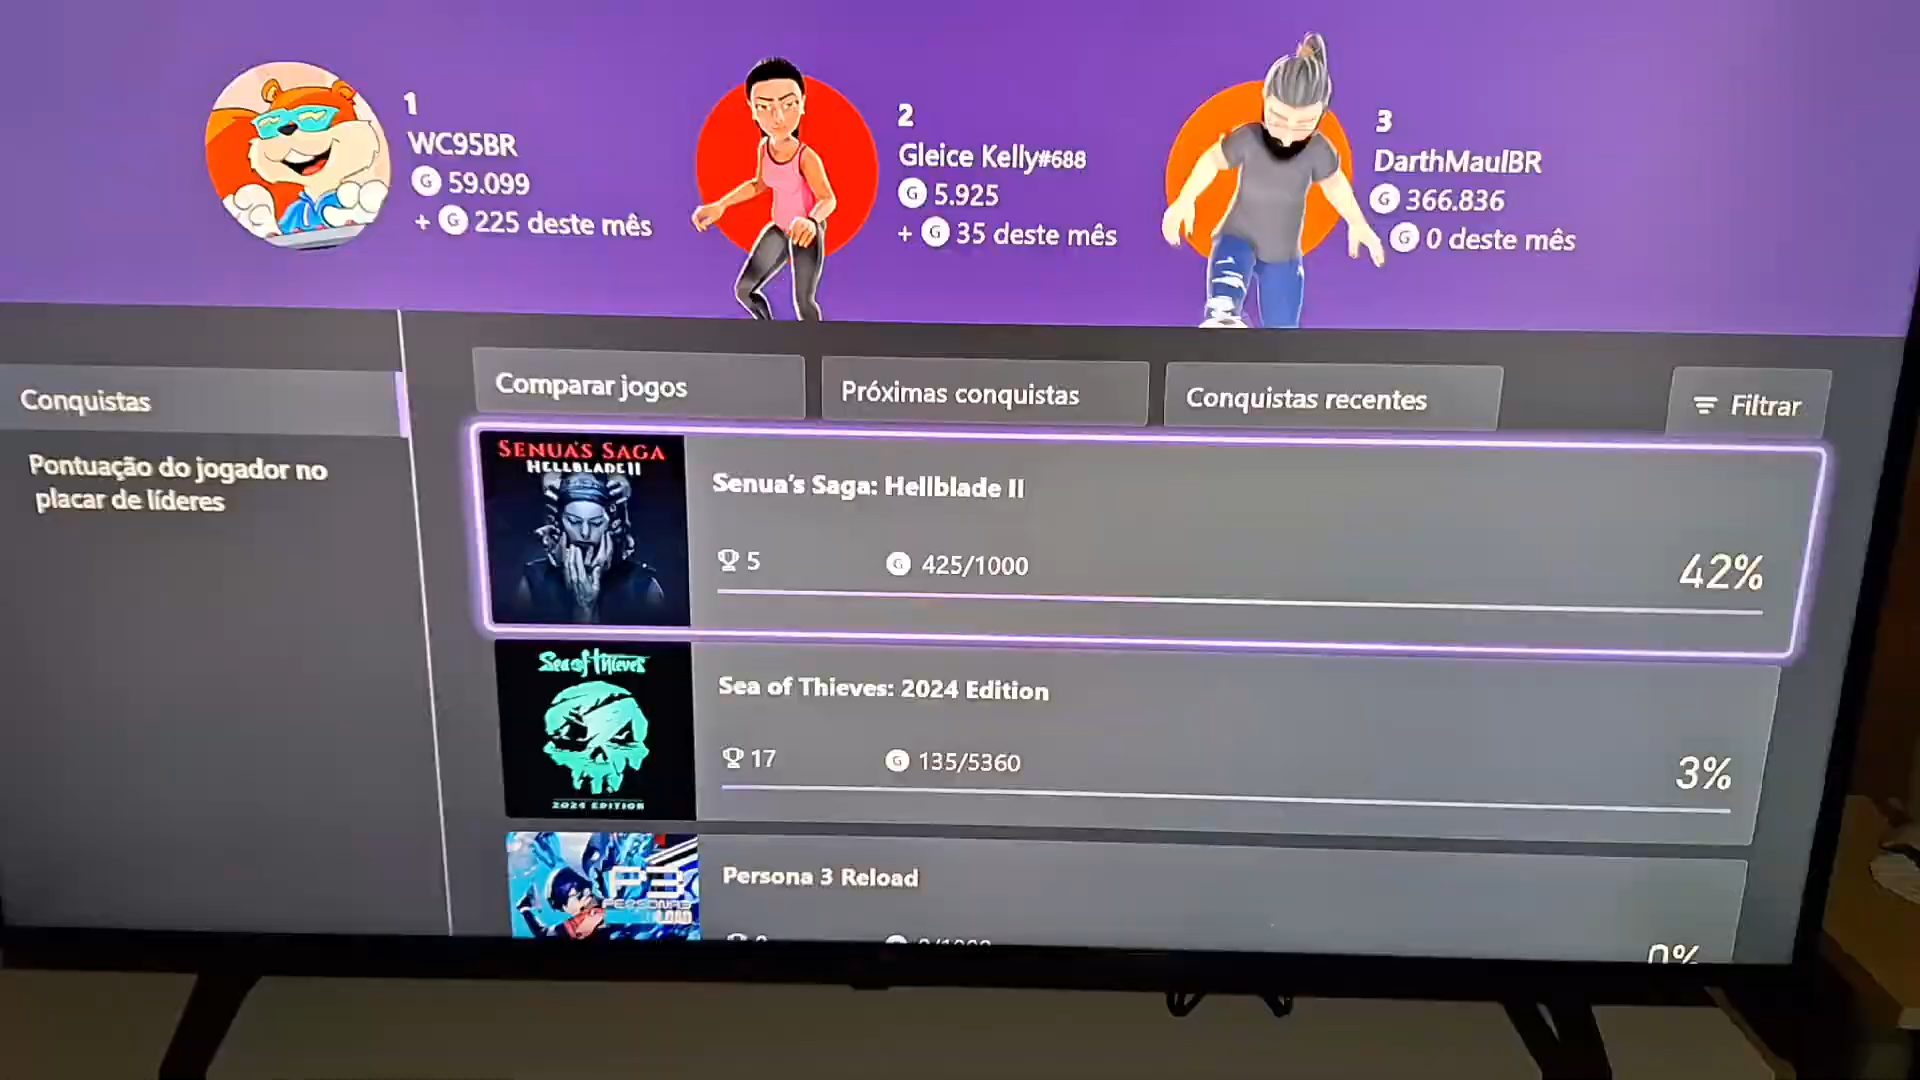 1
WC95BR
G 59.099
+ G 225 deste mês
2
Gleice Kelly#688
G 5.925
+ G 35 deste mês
3
DarthMaulBR
G 366.836
G 0 deste mês
Conquistas
Pontuação do jogador no
placar de líderes
Comparar jogos
Próximas conquistas
Conquistas recentes
Filtrar
SENUA'S SAGA
HELLBLADE II
Senua's Saga: Hellblade II
5
G 425/1000
42%
Sea of Thieves
2024 EDITION
Sea of Thieves: 2024 Edition
17
G 135/5360
3%
P3
PERSONA3
RELOAD
Persona 3 Reload
0%